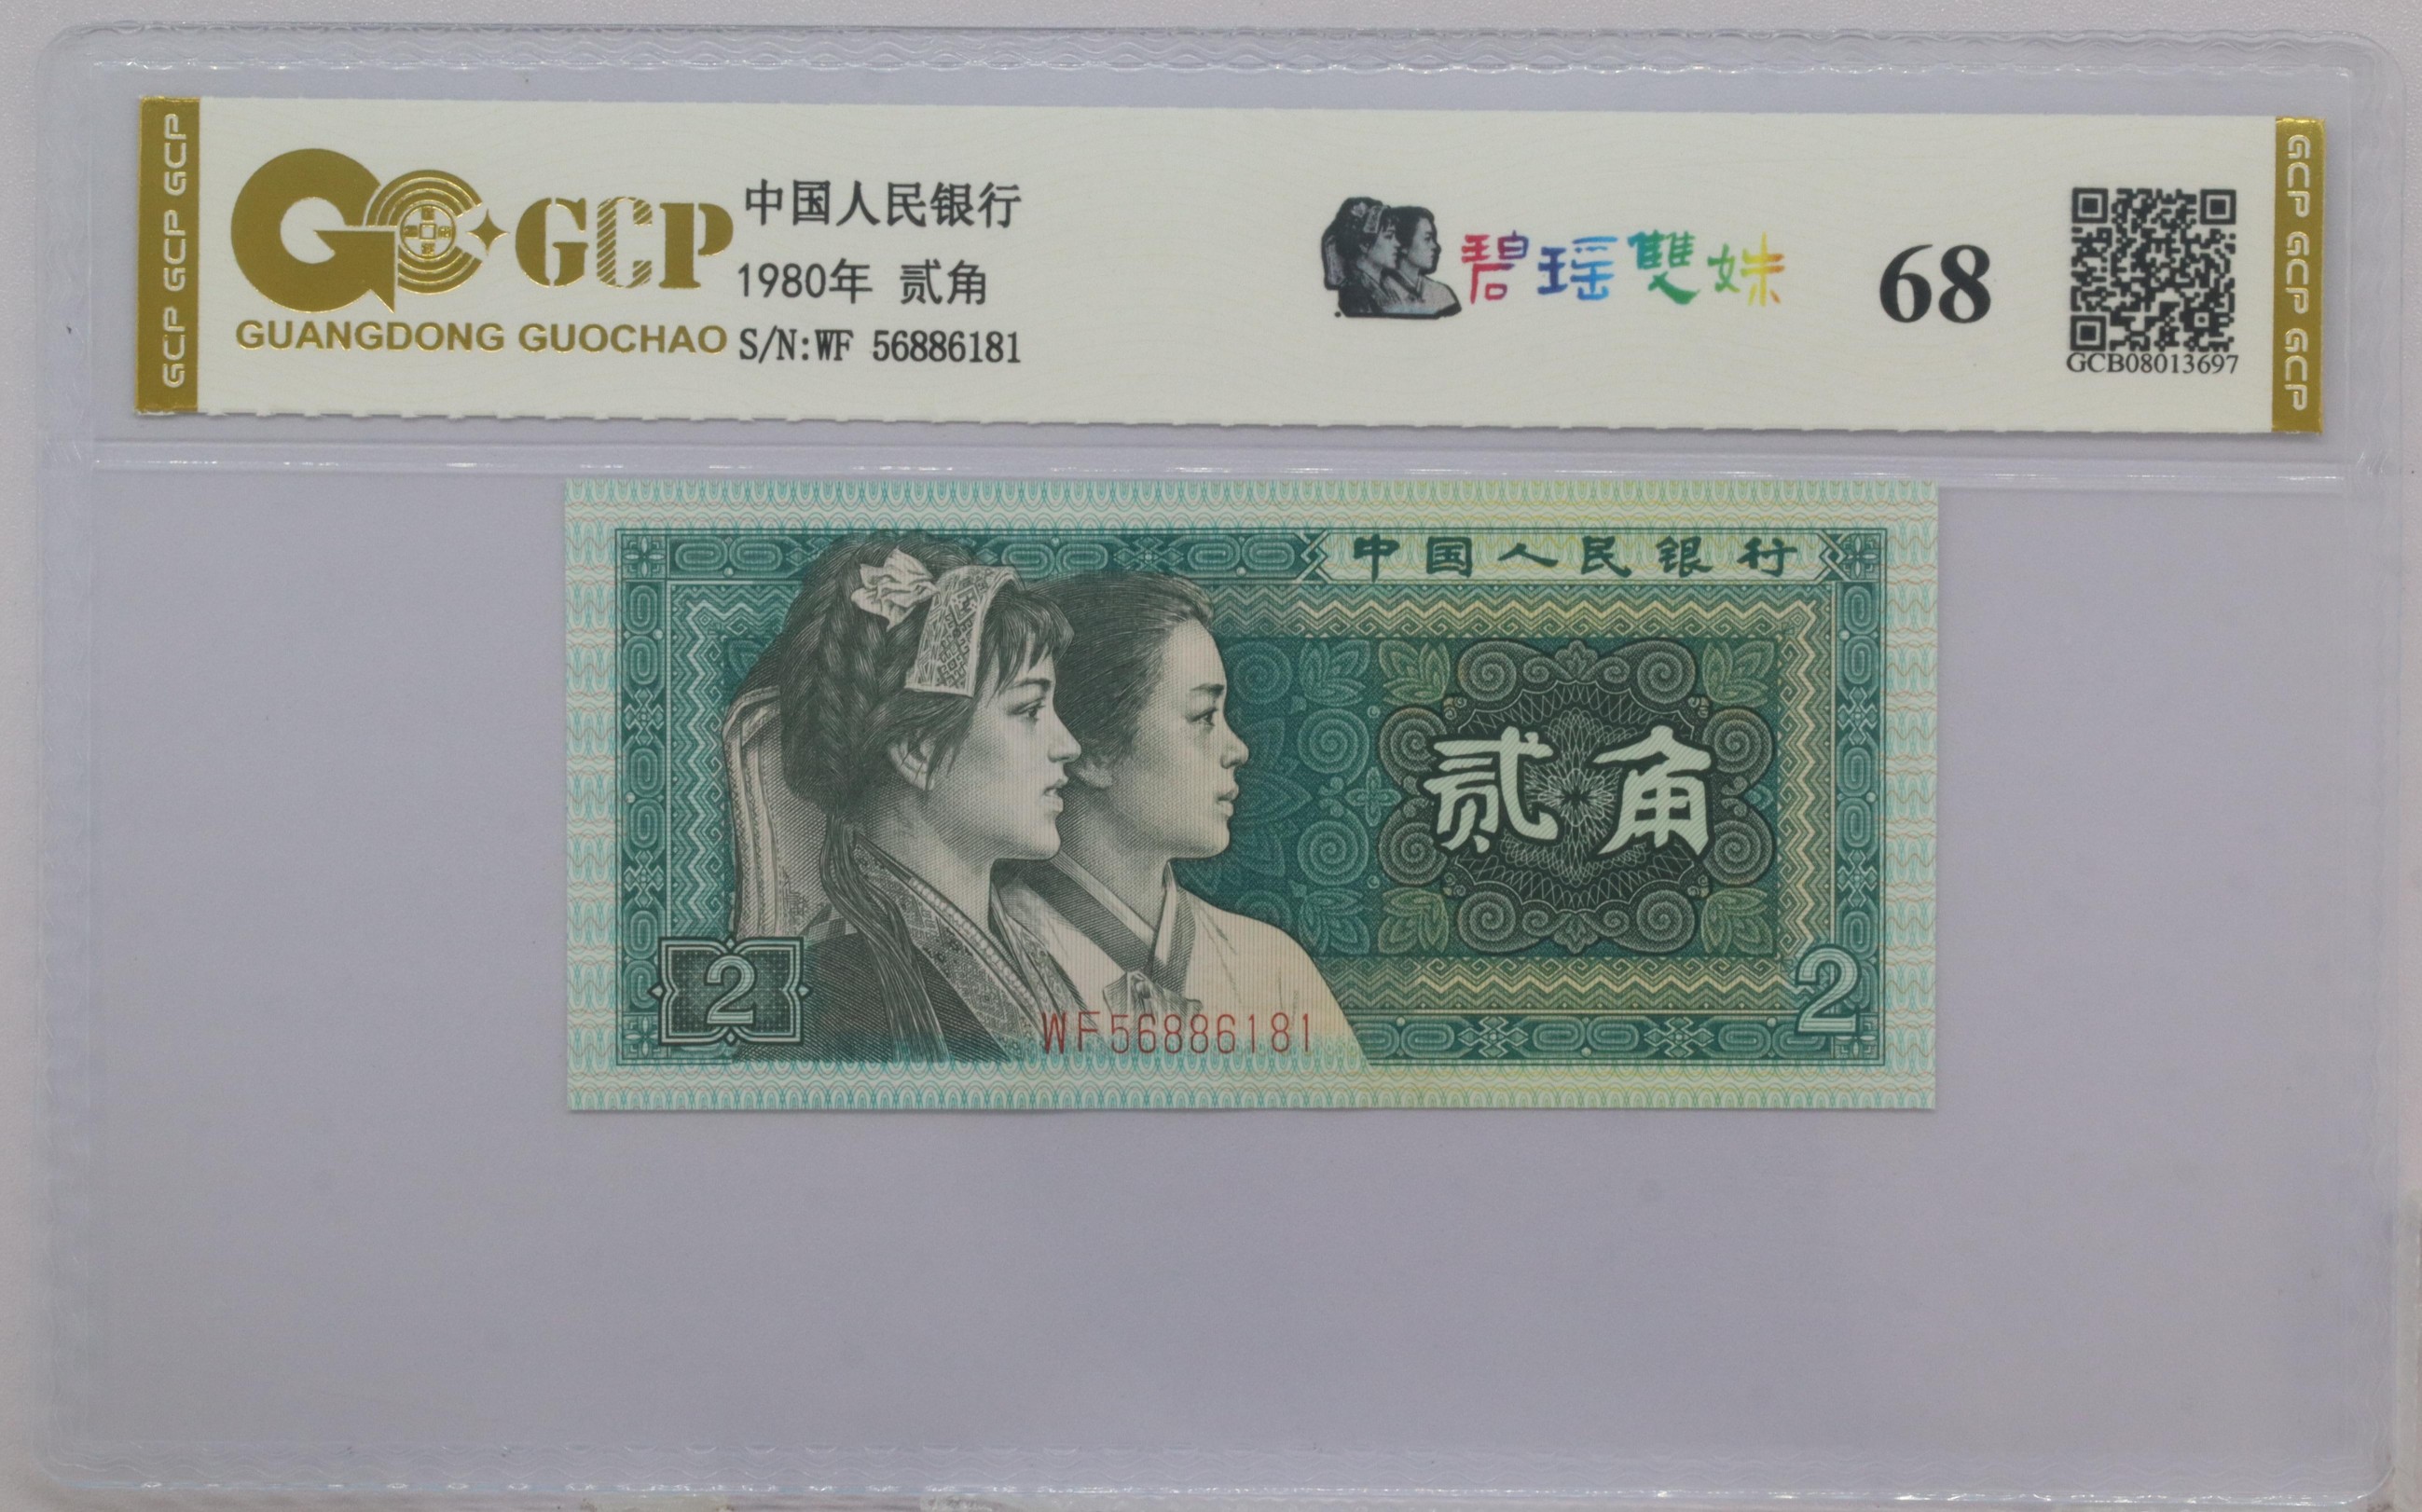 GCP GCP GCP
GCP
GUANGDONG GUOCHAO
中国人民银行
1980年 贰角
S/N:WF 56886181
碧瑶雙姝
68
GCB08013697
GCP GCP GCP
中国人民银行
贰角
2
WF56886181
2